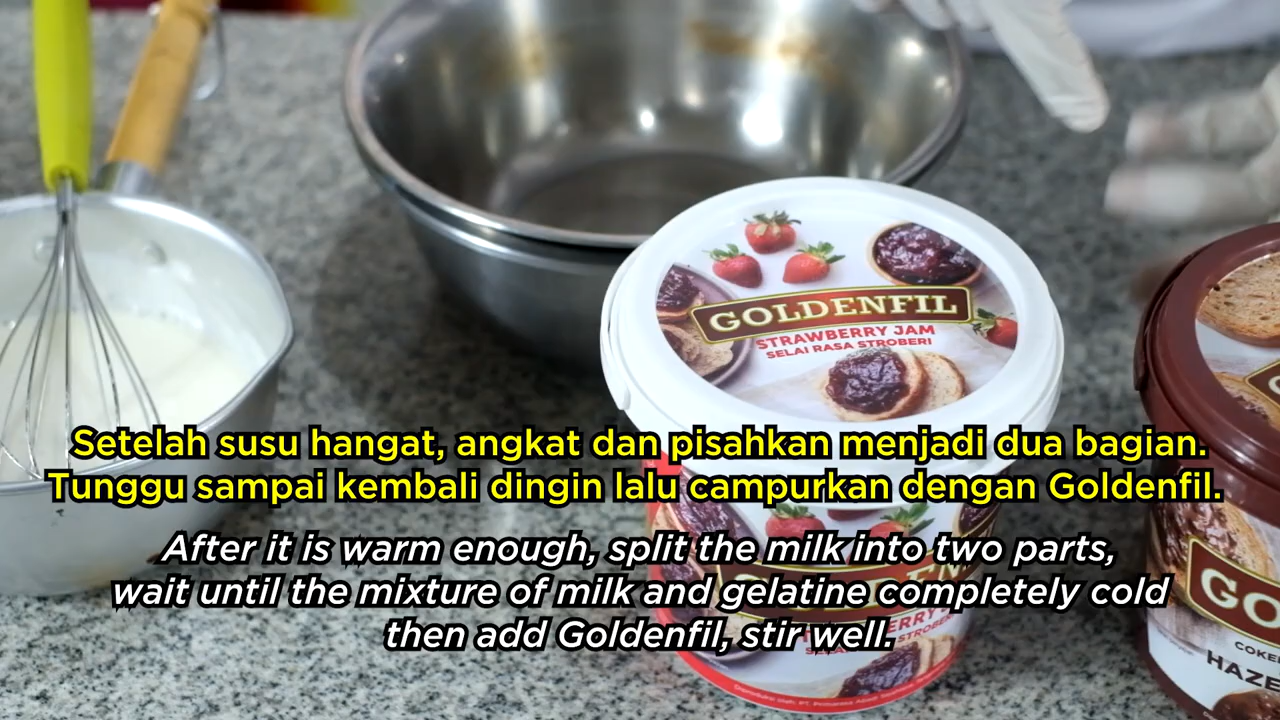 GOLDENFIL
STRAWBERRY JAM
SELAI RASA STROBERI
Setelah susu hangat, angkat dan pisahkan menjadi dua bagian.
Tunggu sampai kembali dingin lalu campurkan dengan Goldenfil.
After it is warm enough, split the milk into two parts,
wait until the mixture of milk and gelatine completely cold
then add Goldenfil, stir well.
GO
COKE
HAZE